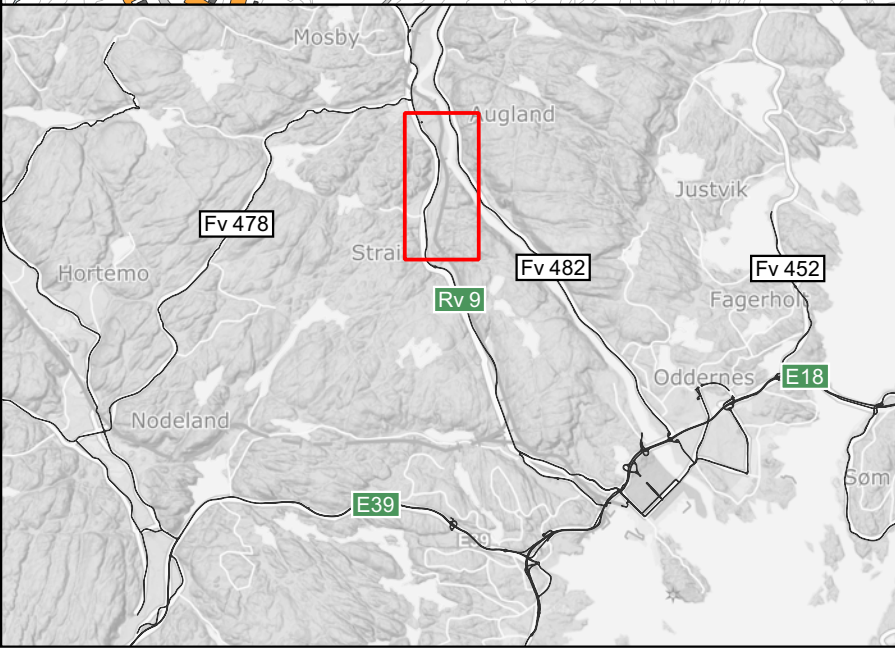 Mosby
Augland
Justvik
Fv 478
Strai
Fv 482
Fv 452
Hortemo
Rv 9
Fagerholt
Oddernes
E18
Nodeland
Søm
E39
E39